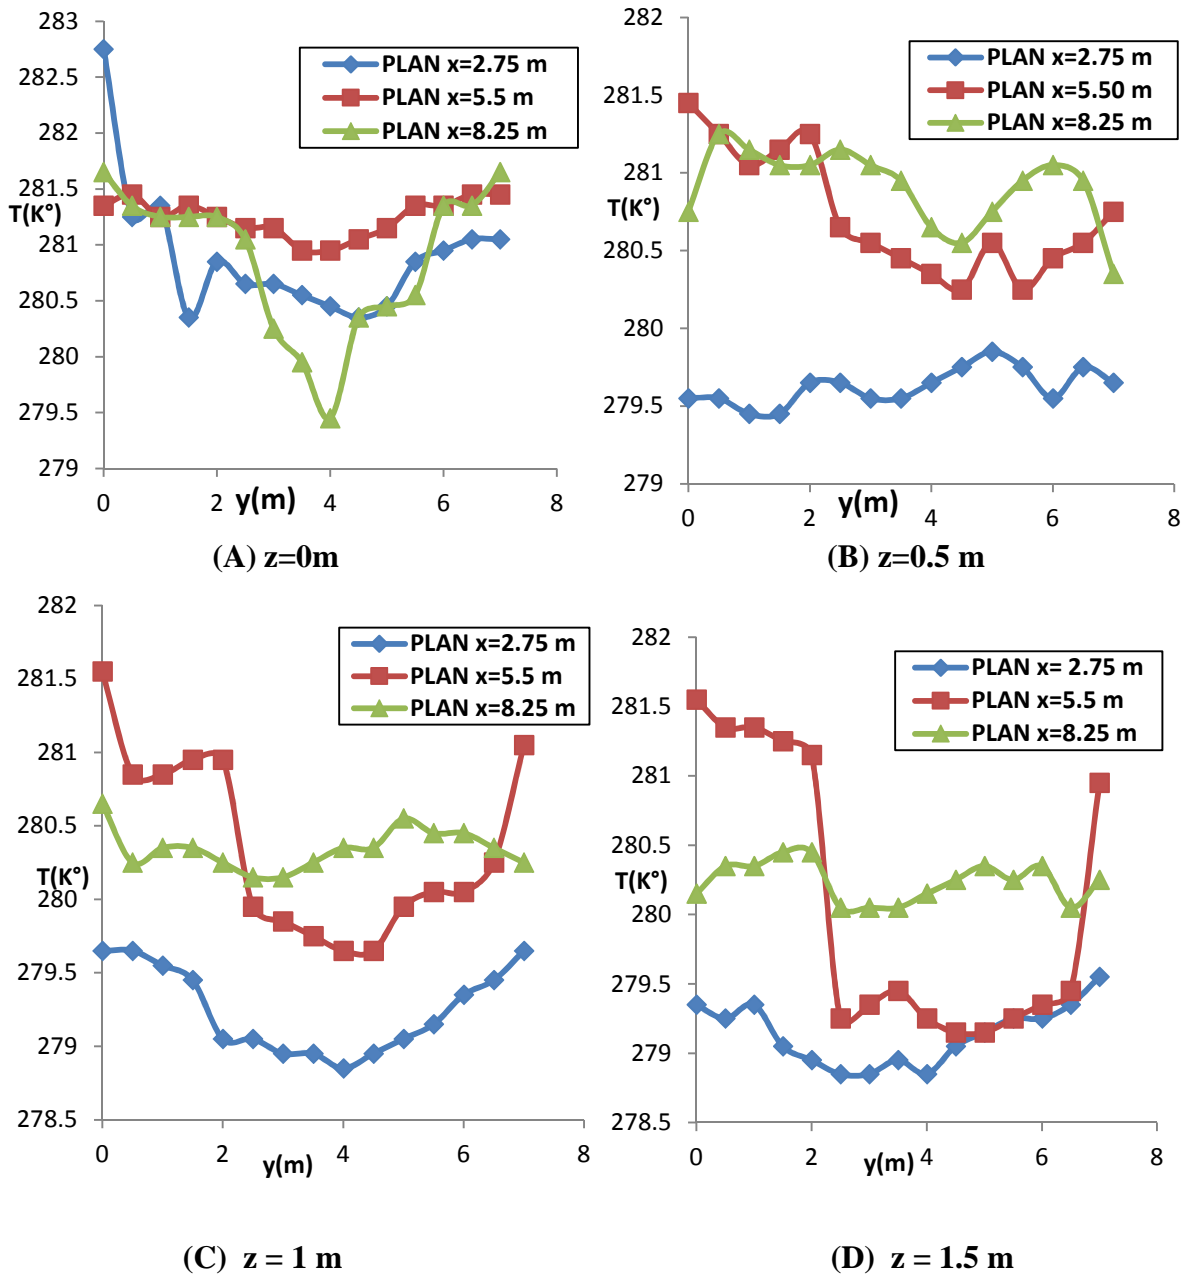 283
282.5
282
281.5
T(K°)
281
280.5
280
279.5
279
0
2
y(m)
4
6
8
PLAN x=2.75 m
PLAN x=5.5 m
PLAN x=8.25 m
(A) z=0m
282
281.5
281
T(K°)
280.5
280
279.5
279
0
2
y(m)
4
6
8
PLAN x=2.75 m
PLAN x=5.50 m
PLAN x=8.25 m
(B) z=0.5 m
282
281.5
281
280.5
T(K°)
280
279.5
279
278.5
0
2
y(m)
4
6
8
PLAN x=2.75 m
PLAN x=5.5 m
PLAN x=8.25 m
(C) z = 1 m
282
281.5
281
280.5
T(K°)
280
279.5
279
278.5
0
2
y(m)
4
6
8
PLAN x= 2.75 m
PLAN x=5.5 m
PLAN x=8.25 m
(D) z = 1.5 m